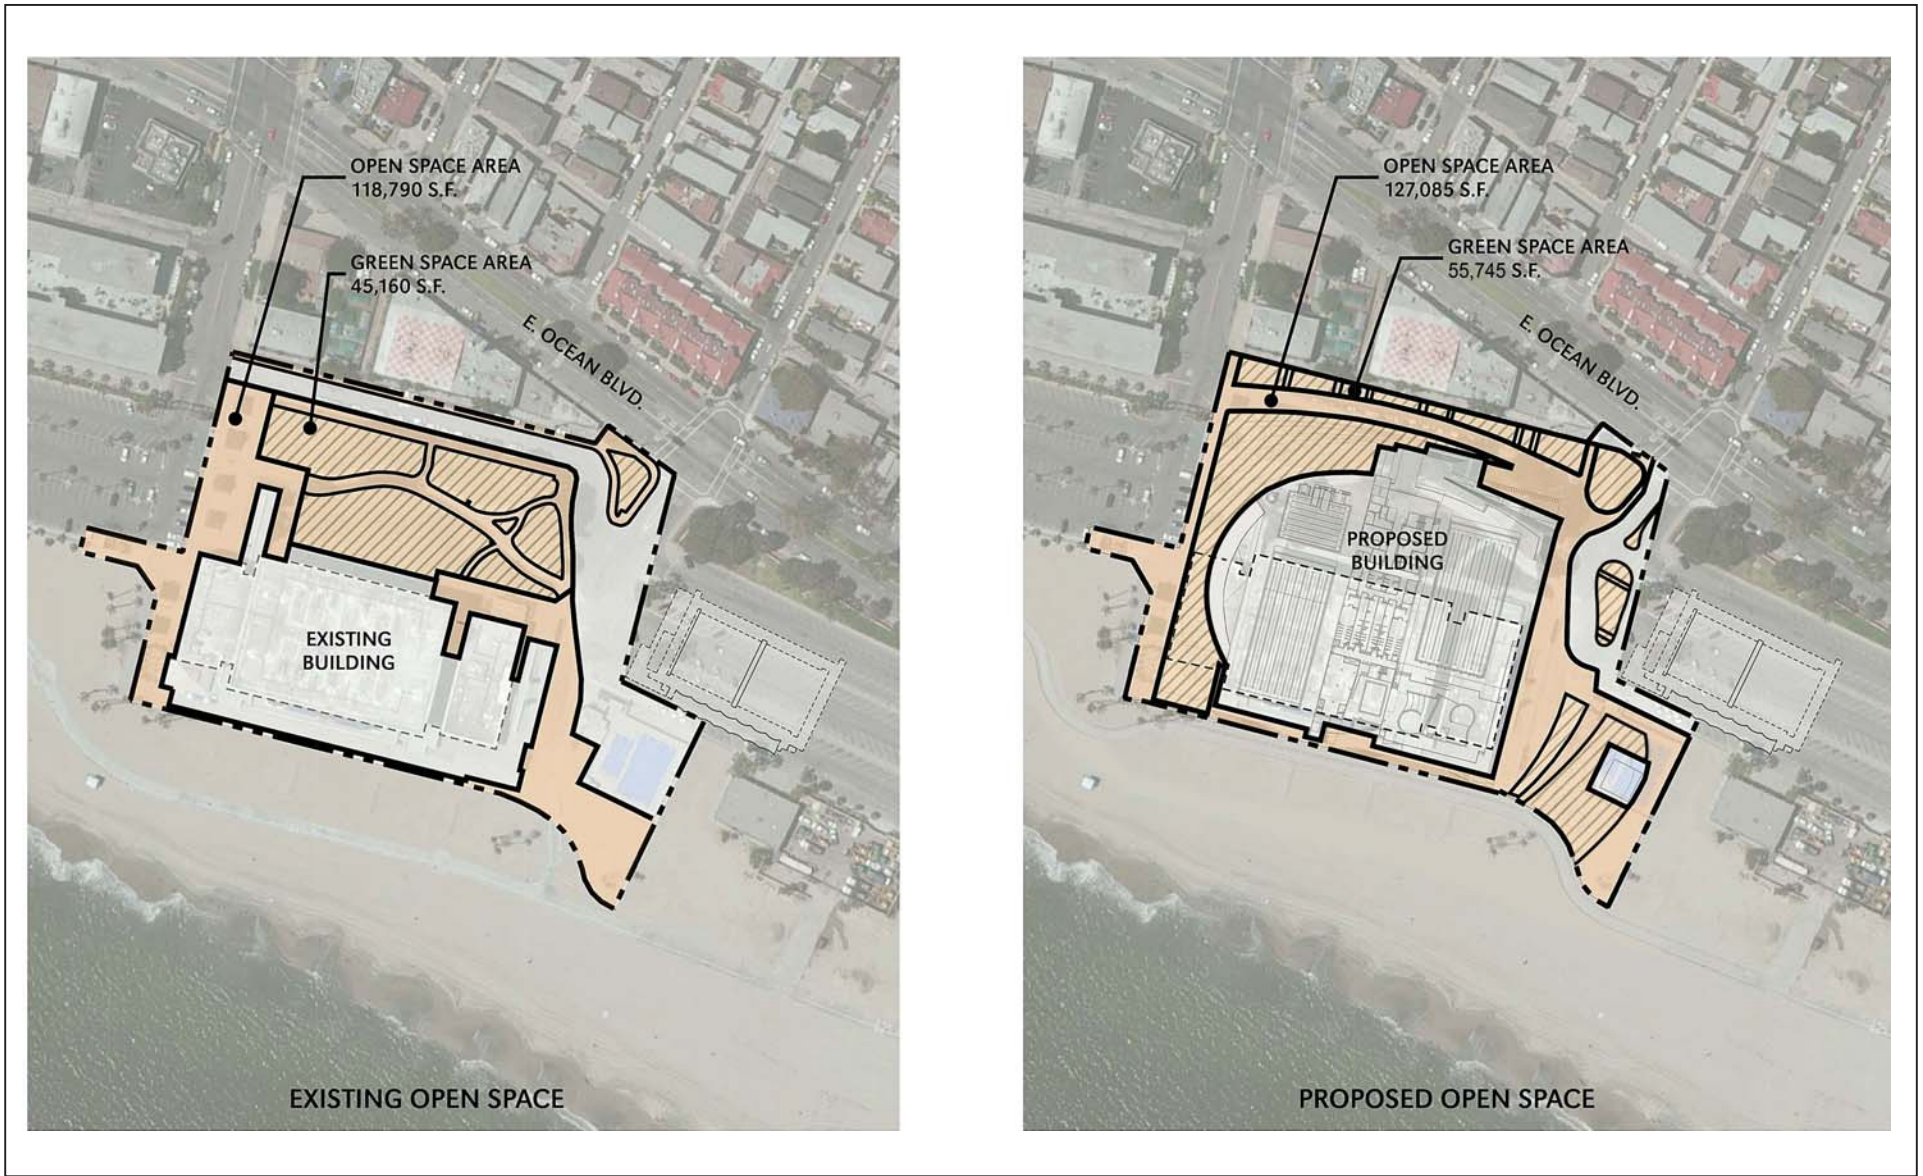 OPEN SPACE AREA
118,790 S.F.
GREEN SPACE AREA
45,160 S.F.
E. OCEAN BLVD.
EXISTING
BUILDING
EXISTING OPEN SPACE
OPEN SPACE AREA
127,085 S.F.
GREEN SPACE AREA
55,745 S.F.
E. OCEAN BLVD.
PROPOSED
BUILDING
PROPOSED OPEN SPACE